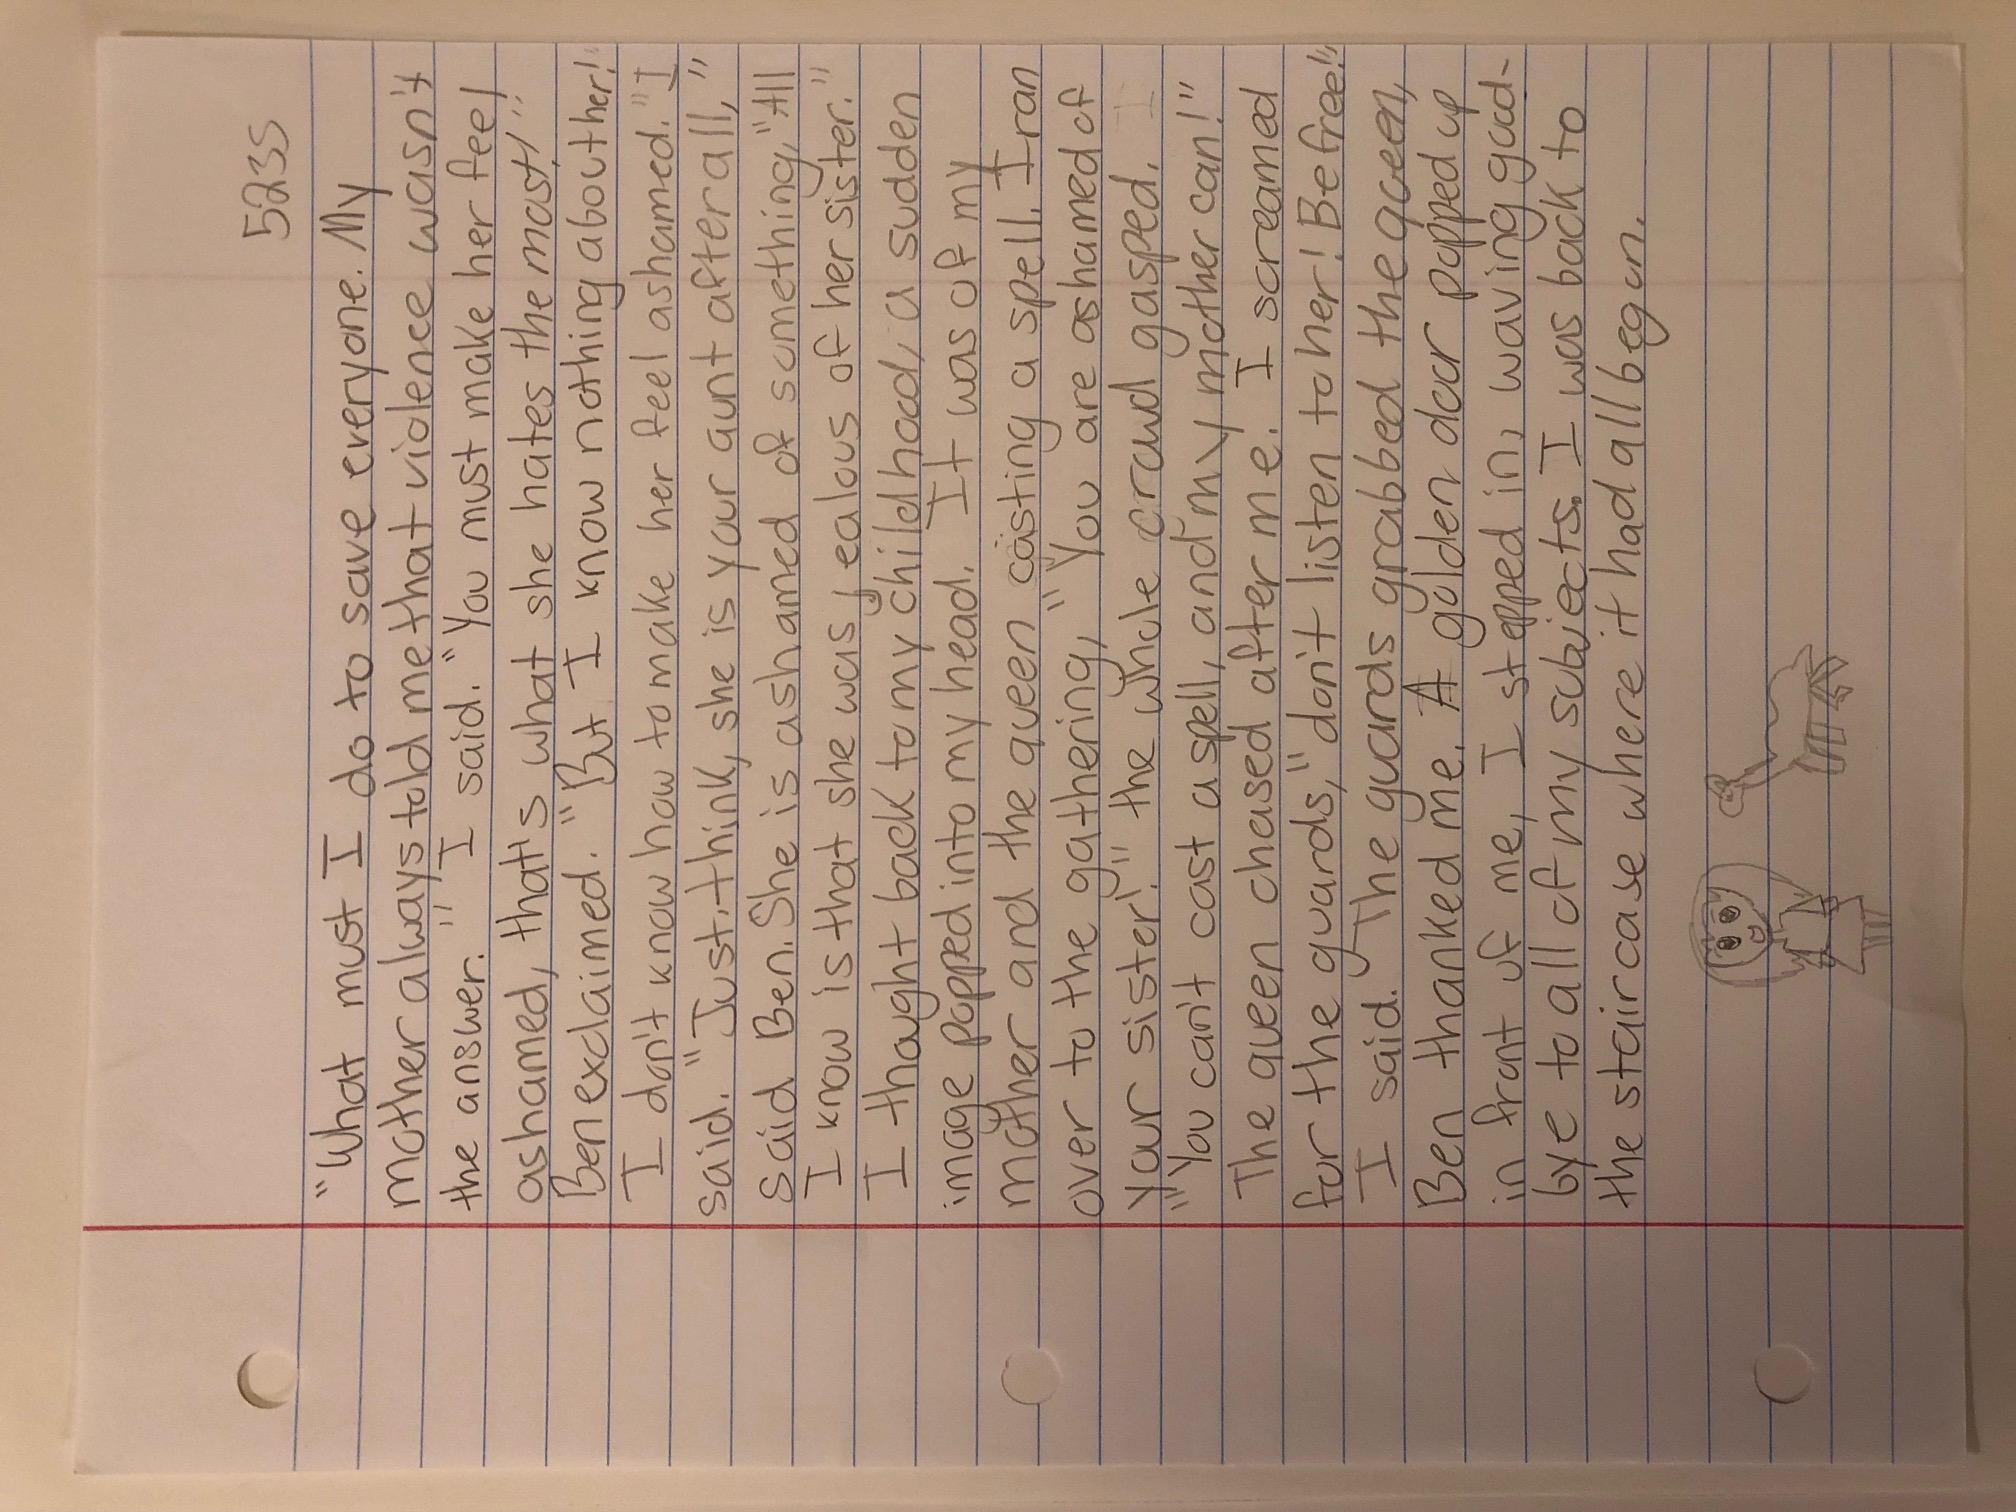 5235
"What must I do to save everyone. My
mother always told me that violence wasn't
the answer." I said. "You must make her feel
ashamed, that's what she hates the most!"
Ben exclaimed. "But I know nothing about her!
I don't know how to make her feel ashamed." I
said. "Just think, she is your aunt after all,"
said Ben. She is ashamed of something, "All
I know is that she was jealous of her sister."
I thought back to my childhood, a sudden
image popped into my head. It was of my
mother and the queen casting a spell. I ran
over to the gathering, "You are ashamed of
your sister!" the whole crowd gasped.
"You can't cast a spell, and my mother can!"
The queen chased after me. I screamed
for the guards, "don't listen to her! Be free!"
I said. The guards grabbed the queen,
Ben thanked me. A golden door popped up
in front of me, I stepped in, waving good-
bye to all of my subjects. I was back to
the staircase where it had all begun.